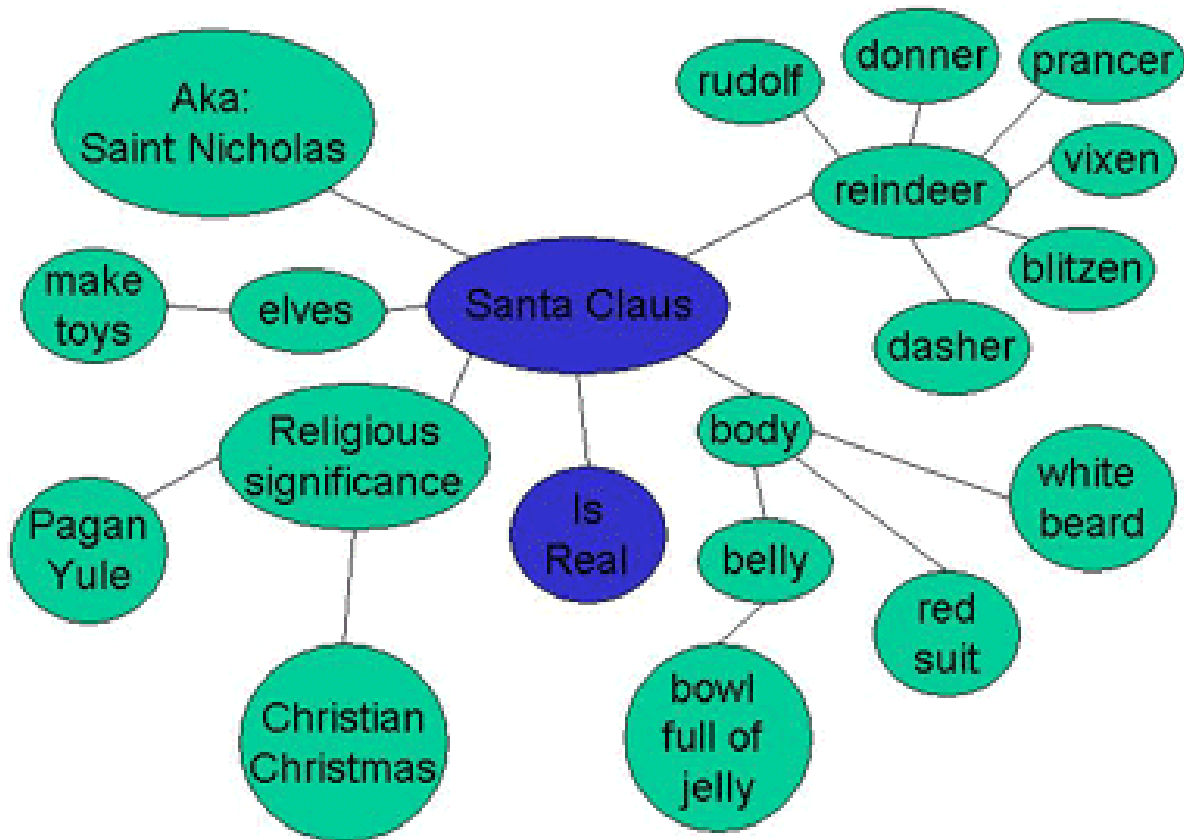 Aka:
Saint Nicholas
rudolf
donner
prancer
reindeer
vixen
blitzen
dasher
make
toys
elves
Santa Claus
Religious
significance
Pagan
Yule
Christian
Christmas
Is
Real
body
belly
bowl
full of
jelly
red
suit
white
beard